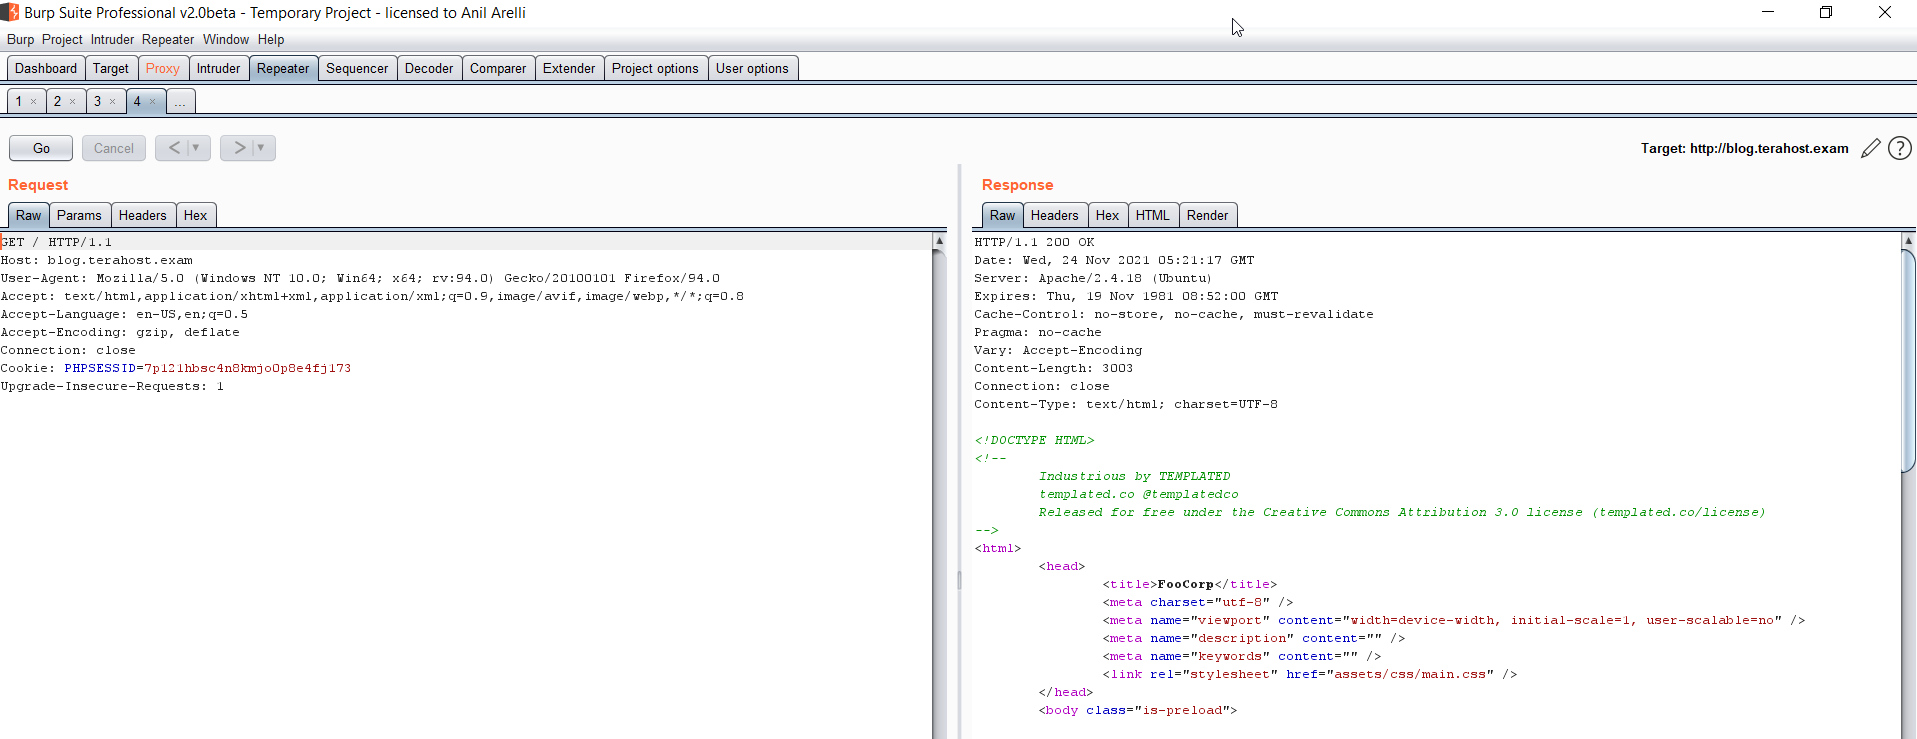 Burp Suite Professional v2.0beta - Temporary Project - licensed to Anil Arelli
Burp Project Intruder Repeater Window Help
Dashboard Target Proxy Intruder Repeater Sequencer Decoder Comparer Extender Project options User options
1 × 2 × 3 × 4 × ...
Go Cancel < ▼ > ▼ Target: http://blog.terahost.exam ?
Request
Raw Params Headers Hex
GET / HTTP/1.1
Host: blog.terahost.exam
User-Agent: Mozilla/5.0 (Windows NT 10.0; Win64; x64; rv:94.0) Gecko/20100101 Firefox/94.0
Accept: text/html,application/xhtml+xml,application/xml;q=0.9,image/avif,image/webp,*/*;q=0.8
Accept-Language: en-US,en;q=0.5
Accept-Encoding: gzip, deflate
Connection: close
Cookie: PHPSESSID=7p121hbsc4n8kmjo0p8e4fj173
Upgrade-Insecure-Requests: 1
Response
Raw Headers Hex HTML Render
HTTP/1.1 200 OK
Date: Wed, 24 Nov 2021 05:21:17 GMT
Server: Apache/2.4.18 (Ubuntu)
Expires: Thu, 19 Nov 1981 08:52:00 GMT
Cache-Control: no-store, no-cache, must-revalidate
Pragma: no-cache
Vary: Accept-Encoding
Content-Length: 3003
Connection: close
Content-Type: text/html; charset=UTF-8
<!DOCTYPE HTML>
<!--
Industrious by TEMPLATED
templated.co @templatedco
Released for free under the Creative Commons Attribution 3.0 license (templated.co/license)
-->
<html>
<head>
<title>FooCorp</title>
<meta charset="utf-8" />
<meta name="viewport" content="width=device-width, initial-scale=1, user-scalable=no" />
<meta name="description" content="" />
<meta name="keywords" content="" />
<link rel="stylesheet" href="assets/css/main.css" />
</head>
<body class="is-preload">